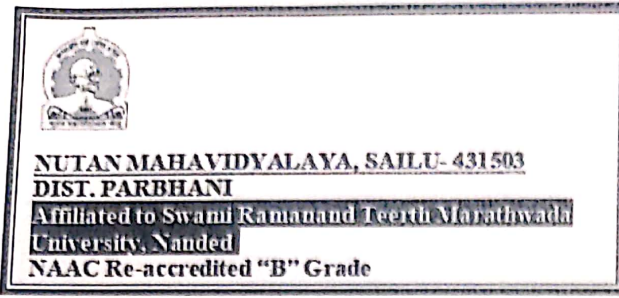 NUTAN MAHAVIDYALAYA, SAILU- 431503
DIST. PARBHANI
Affiliated to Swami Ramanand Teerth Marathwada
University, Nanded
NAAC Re-accredited “B” Grade